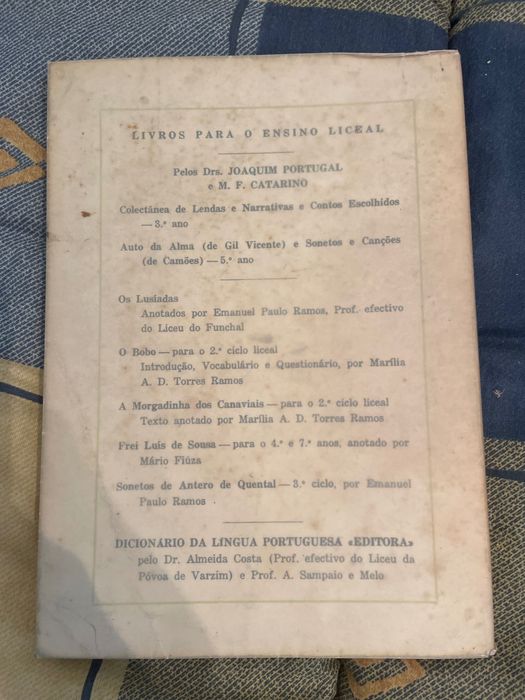 LIVROS PARA O ENSINO LICEAL
Pelos Drs. JOAQUIM PORTUGAL
e M. F. CATARINO
Colectânea de Lendas e Narrativas e Contos Escolhidos
— 3.º ano
Auto da Alma (de Gil Vicente) e Sonetos e Canções
(de Camões) — 5.º ano
Os Lusíadas
Anotados por Emanuel Paulo Ramos, Prof. efectivo
do Liceu do Funchal
O Bobo — para o 2.º ciclo liceal
Introdução, Vocabulário e Questionário, por Marília
A. D. Torres Ramos
A Morgadinha dos Canaviais — para o 2.º ciclo liceal
Texto anotado por Marília A. D. Torres Ramos
Frei Luís de Sousa — para o 4.º e 7.º anos, anotado por
Mário Fiúza
Sonetos de Antero de Quental — 3.º ciclo, por Emanuel
Paulo Ramos
DICIONÁRIO DA LÍNGUA PORTUGUESA «EDITORA»
pelo Dr. Almeida Costa (Prof. efectivo do Liceu da
Póvoa de Varzim) e Prof. A. Sampaio e Melo